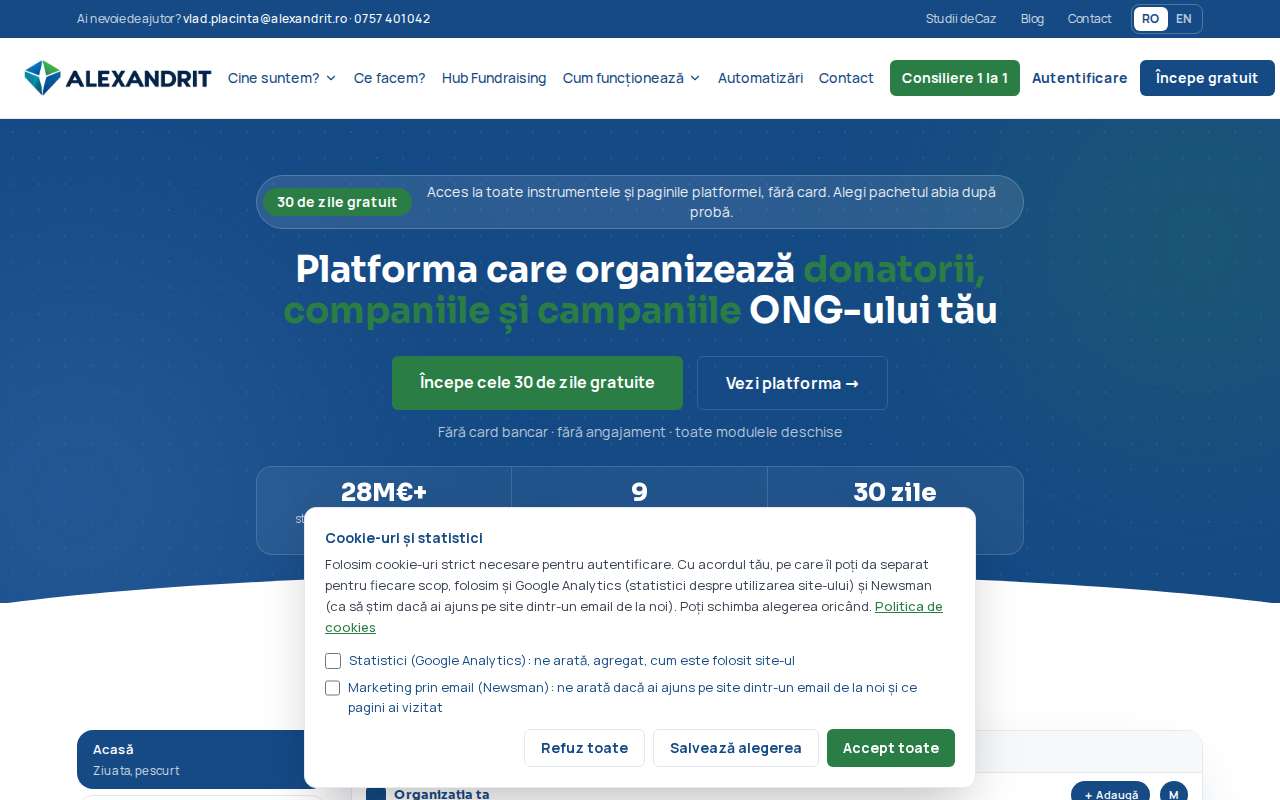 Ai nevoie de ajutor? vlad.placinta@alexandrit.ro · 0757 401 042
Studii de Caz Blog Contact RO EN
ALEXANDRIT Cine suntem? Ce facem? Hub Fundraising Cum funcționează Automatizări Contact Consiliere 1 la 1 Autentificare Începe gratuit
30 de zile gratuit
Acces la toate instrumentele și paginile platformei, fără card. Alegi pachetul abia după
probă.
Platforma care organizează donatorii,
companiile și campaniile ONG-ului tău
Începe cele 30 de zile gratuite
Vezi platforma →
Fără card bancar · fără angajament · toate modulele deschise
28M€+ 9 30 zile
Cookie-uri și statistici
Folosim cookie-uri strict necesare pentru autentificare. Cu acordul tău, pe care îl poți da separat
pentru fiecare scop, folosim și Google Analytics (statistici despre utilizarea site-ului) și Newsman
(ca să știm dacă ai ajuns pe site dintr-un email de la noi). Poți schimba alegerea oricând. Politica de
cookies
Statistici (Google Analytics): ne arată, agregat, cum este folosit site-ul
Marketing prin email (Newsman): ne arată dacă ai ajuns pe site dintr-un email de la noi și ce
pagini ai vizitat
Refuz toate Salvează alegerea Accept toate
Acasă
Ziua ta, pe scurt
Organizația ta
+ Adaugă M